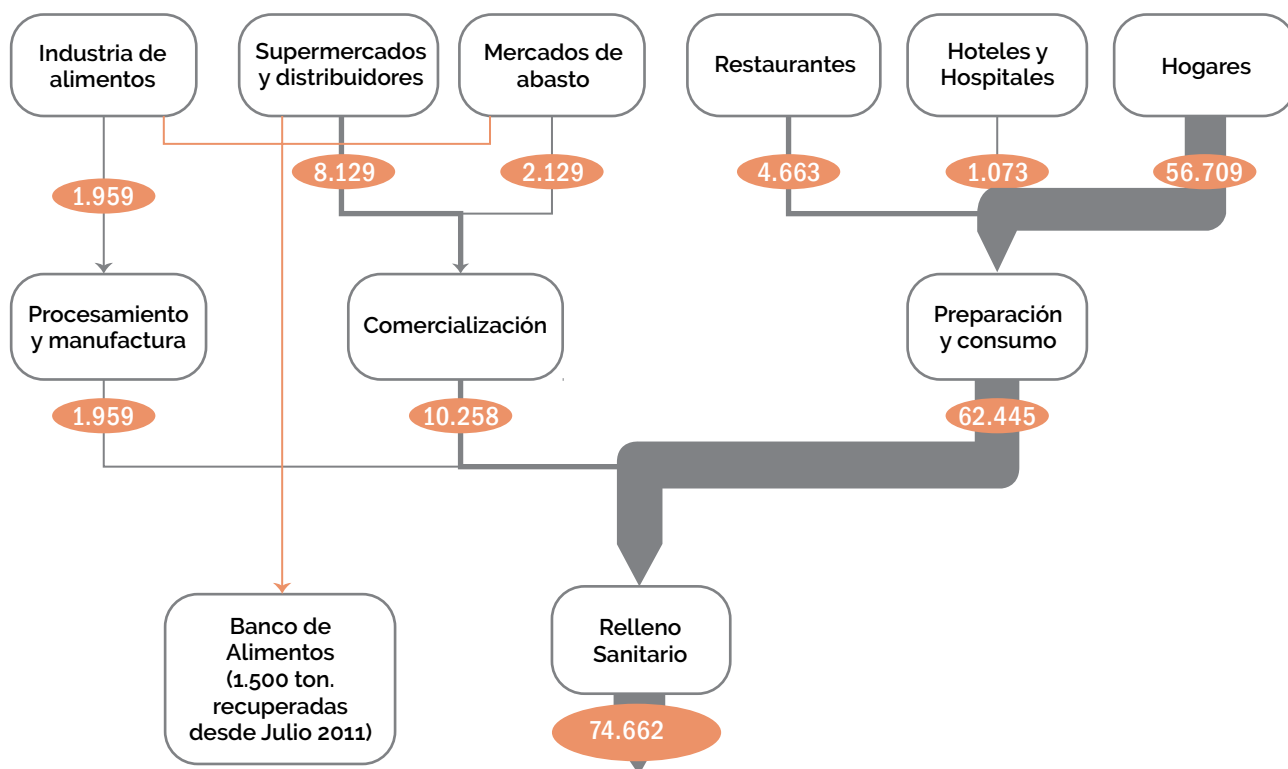 Industria de
alimentos
Supermercados
y distribuidores
Mercados de
abasto
Restaurantes
Hoteles y
Hospitales
Hogares
1.959
8.129
2.129
4.663
1.073
56.709
Procesamiento
y manufactura
Comercialización
Preparación
y consumo
1.959
10.258
62.445
Banco de
Alimentos
(1.500 ton.
recuperadas
desde Julio 2011)
Relleno
Sanitario
74.662